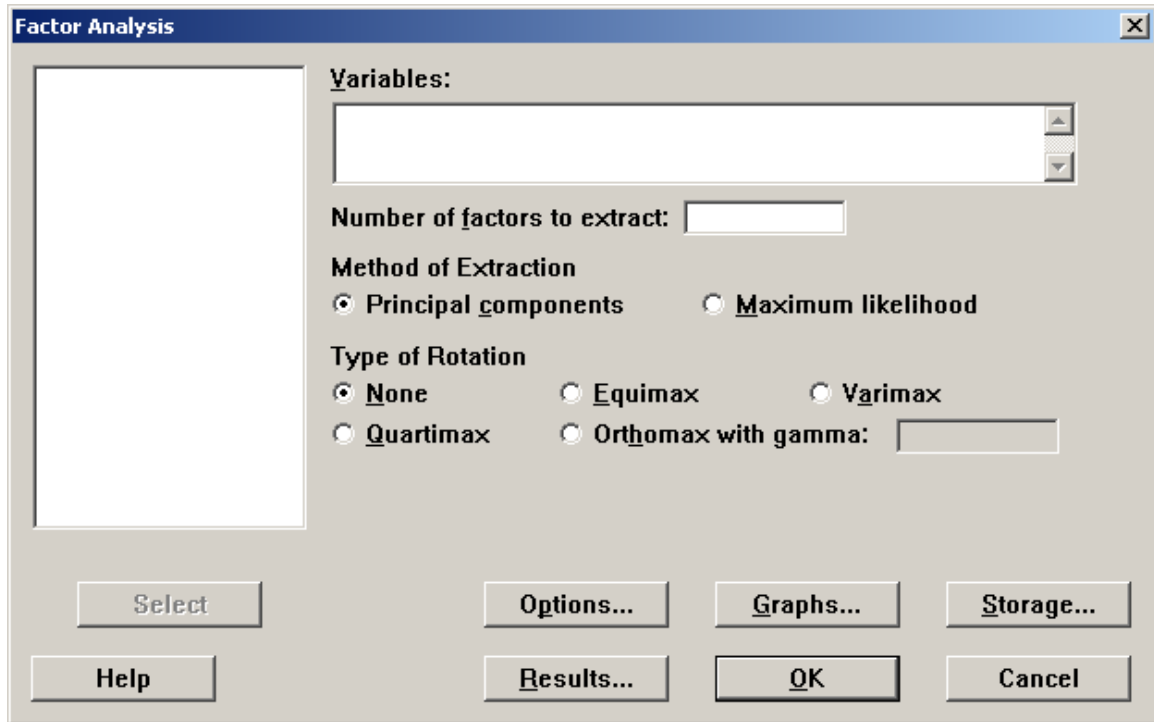 Factor Analysis
Variables:
Number of factors to extract:
Method of Extraction
Principal components
Maximum likelihood
Type of Rotation
None
Equimax
Varimax
Quartimax
Orthomax with gamma:
Select
Options...
Graphs...
Storage...
Help
Results...
OK
Cancel